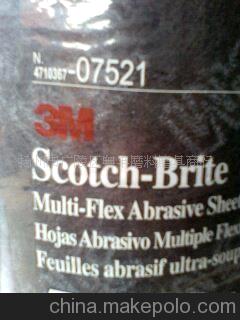 N.
4710367-07521
3M
Scotch-Brite
Multi-Flex Abrasive Shee
Hojas Abrasivo Multiple Flex
Feuilles abrasif ultra-soup
china.makepolo.com